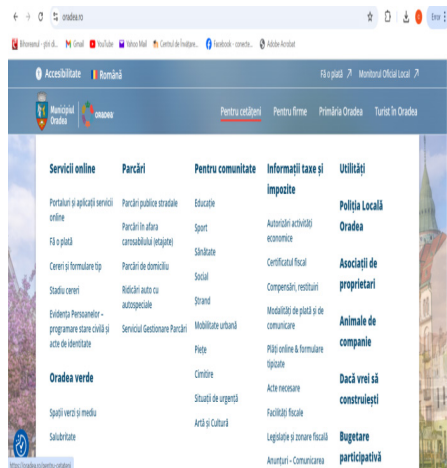 oradea.ro
Error
Bihoreanul - știri di...
Gmail
YouTube
Yahoo Mail
Centrul de Învățare...
Facebook - conecte...
Adobe Acrobat
Accesibilitate
Română
Fă o plată
Monitorul Oficial Local
Municipiul
Oradea
ORADEA
Pentru cetățeni
Pentru firme
Primăria Oradea
Turist în Oradea
Servicii online
Portaluri și aplicații servicii
online
Fă o plată
Cereri și formulare tip
Stadiu cereri
Evidența Persoanelor –
programare stare civilă și
acte de identitate
Oradea verde
Spații verzi și mediu
Salubritate
Parcări
Parcări publice stradale
Parcări în afara
carosabilului (etajate)
Parcări de domiciliu
Ridicări auto cu
autospeciale
Serviciul Gestionare Parcări
Pentru comunitate
Educație
Sport
Sănătate
Social
Ștrand
Mobilitate urbană
Piețe
Cimitire
Situații de urgență
Artă și Cultură
Informații taxe și
impozite
Autorizări activități
economice
Certificatul fiscal
Compensări, restituiri
Modalități de plată și de
comunicare
Plăți online & formulare
tipizate
Acte necesare
Facilități fiscale
Legislație și zonare fiscală
Anunțuri – Comunicarea
Utilități
Poliția Locală
Oradea
Asociații de
proprietari
Animale de
companie
Dacă vrei să
construiești
Bugetare
participativă
https://oradea.ro/pentru-cetateni